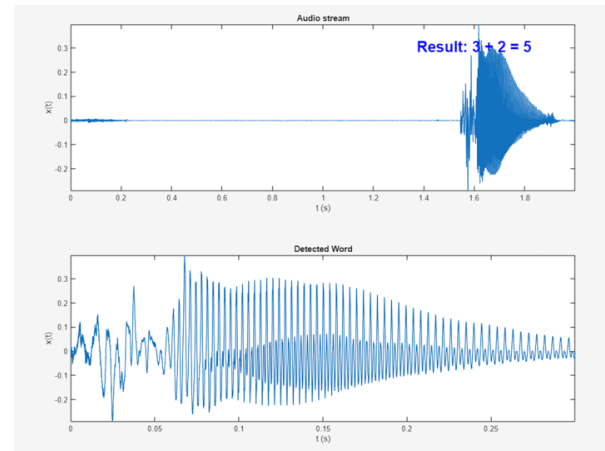 Audio stream
Result: 3 + 2 = 5
x(t)
0.3
0.2
0.1
0
-0.1
-0.2
0 0.2 0.4 0.6 0.8 1 1.2 1.4 1.6 1.8
t (s)
Detected Word
x(t)
0.3
0.2
0.1
0
-0.1
-0.2
0 0.05 0.1 0.15 0.2 0.25
t (s)